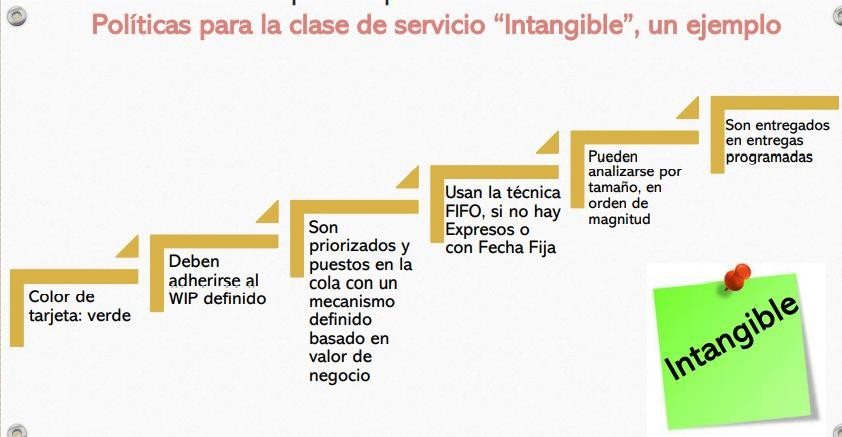 Políticas para la clase de servicio “Intangible”, un ejemplo
Color de
tarjeta: verde
Deben
adherirse al
WIP definido
Son
priorizados y
puestos en la
cola con un
mecanismo
definido
basado en
valor de
negocio
Usan la técnica
FIFO, si no hay
Expresos o
con Fecha Fija
Pueden
analizarse por
tamaño, en
orden de
magnitud
Son entregados
en entregas
programadas
Intangible